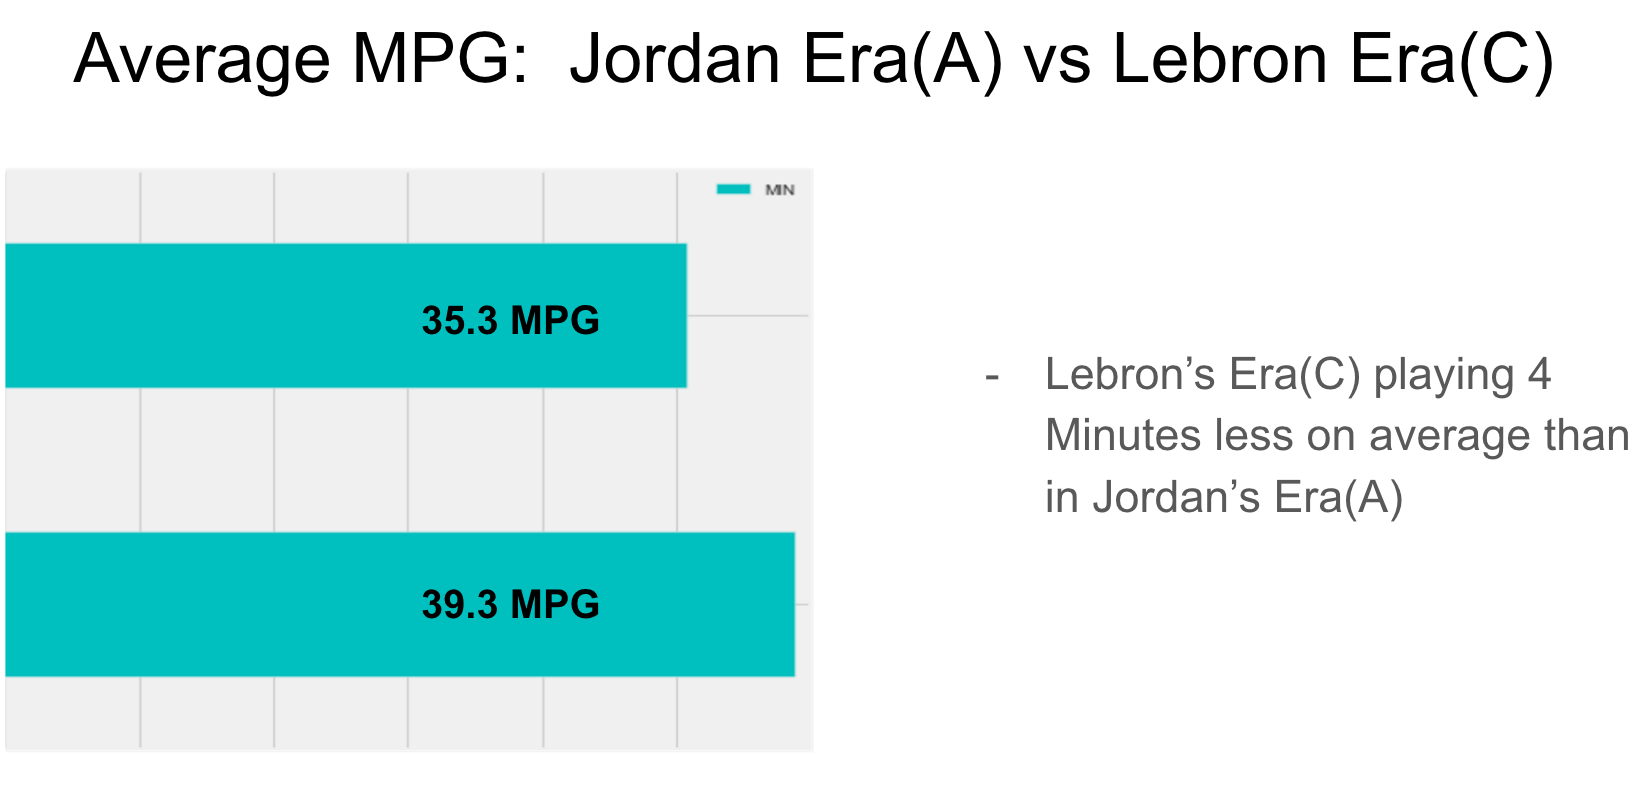 Average MPG:  Jordan Era(A) vs Lebron Era(C)
MIN
35.3 MPG
39.3 MPG
- Lebron’s Era(C) playing 4
Minutes less on average than
in Jordan’s Era(A)